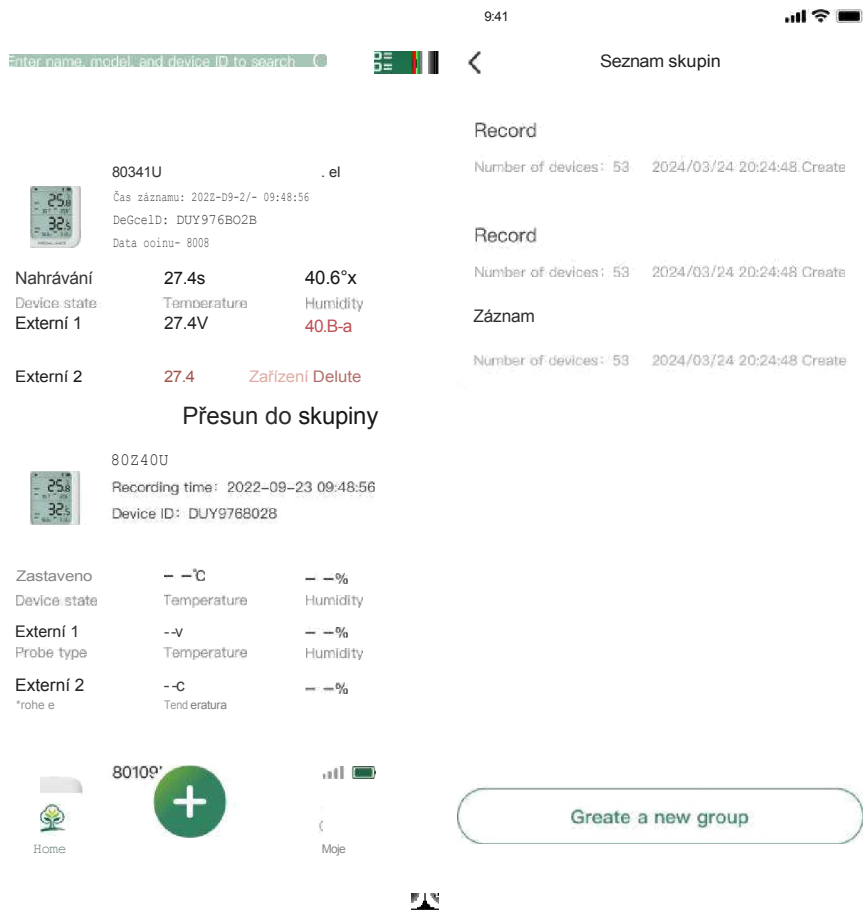 Enter name, model, and device ID to search
80341U . el
Čas záznamu: 202Z-D9-2/- 09:48:56
DeGcelD: DUY976BO2B
Data ooinu- 8008
Nahrávání 27.4s 40.6°x
Device state Temperature Humidity
Externí 1 27.4V 40.B-a
Externí 2 27.4 Zařízení Delute
Přesun do skupiny
80Z40U
Recording time: 2022-09-23 09:48:56
Device ID: DUY9768028
Zastaveno – –℃ – –%
Device state Temperature Humidity
Externí 1 --v – –%
Probe type Temperature Humidity
Externí 2 --C – –%
*rohe e Tend eratura
80109'
Home Moje
9:41
Seznam skupin
Record
Number of devices: 53 2024/03/24 20:24:48 Create
Record
Number of devices: 53 2024/03/24 20:24:48 Create
Záznam
Number of devices: 53 2024/03/24 20:24:48 Create
Greate a new group